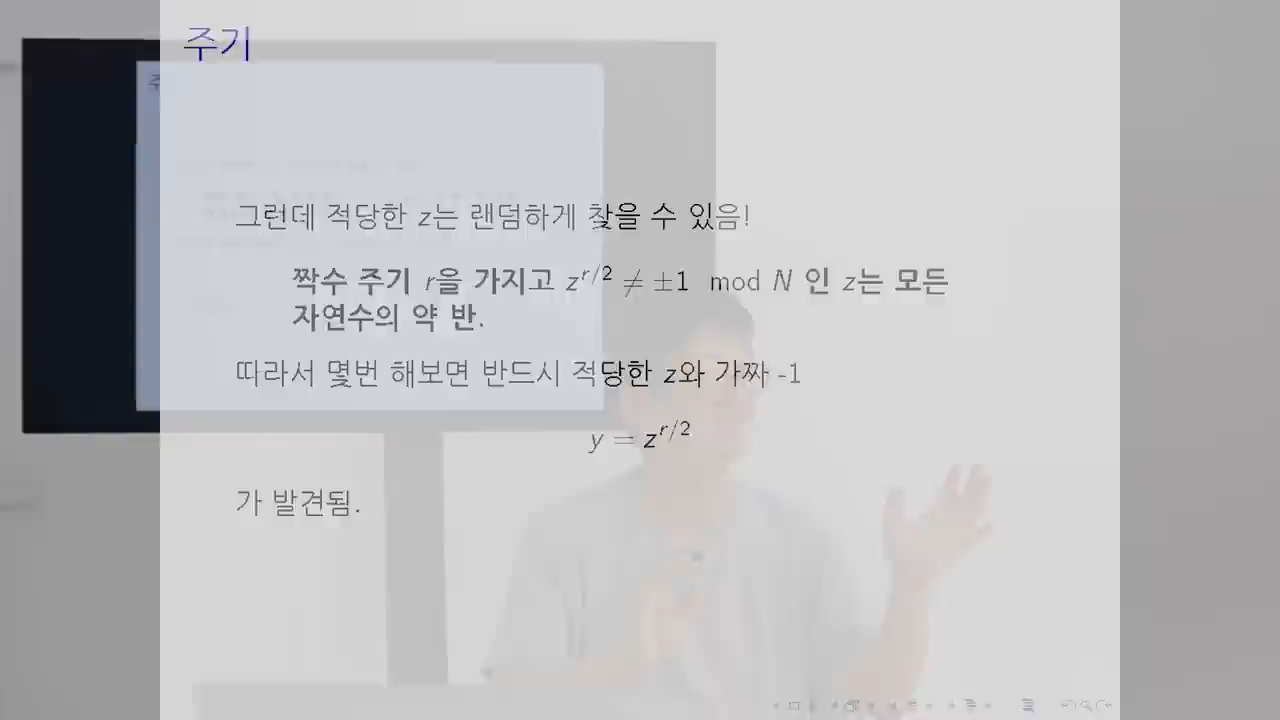 주기
그런데 적당한 z는 랜덤하게 찾을 수 있음!
짝수 주기 r을 가지고 z^{r/2} ≠ ±1 mod N 인 z는 모든
자연수의 약 반.
따라서 몇번 해보면 반드시 적당한 z와 가짜 -1
y = z^{r/2}
가 발견됨.